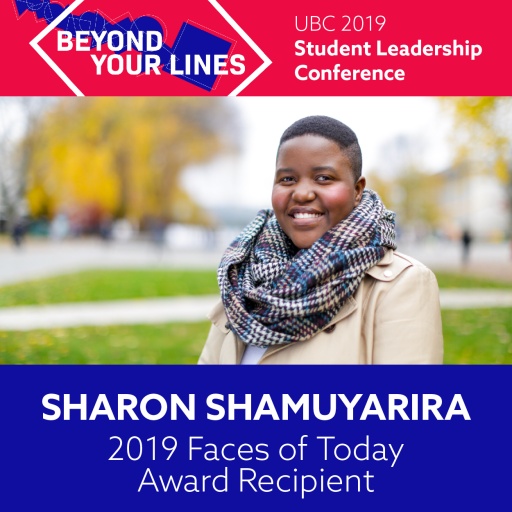 BEYOND
YOUR LINES
UBC 2019
Student Leadership
Conference
SHARON SHAMUYARIRA
2019 Faces of Today
Award Recipient